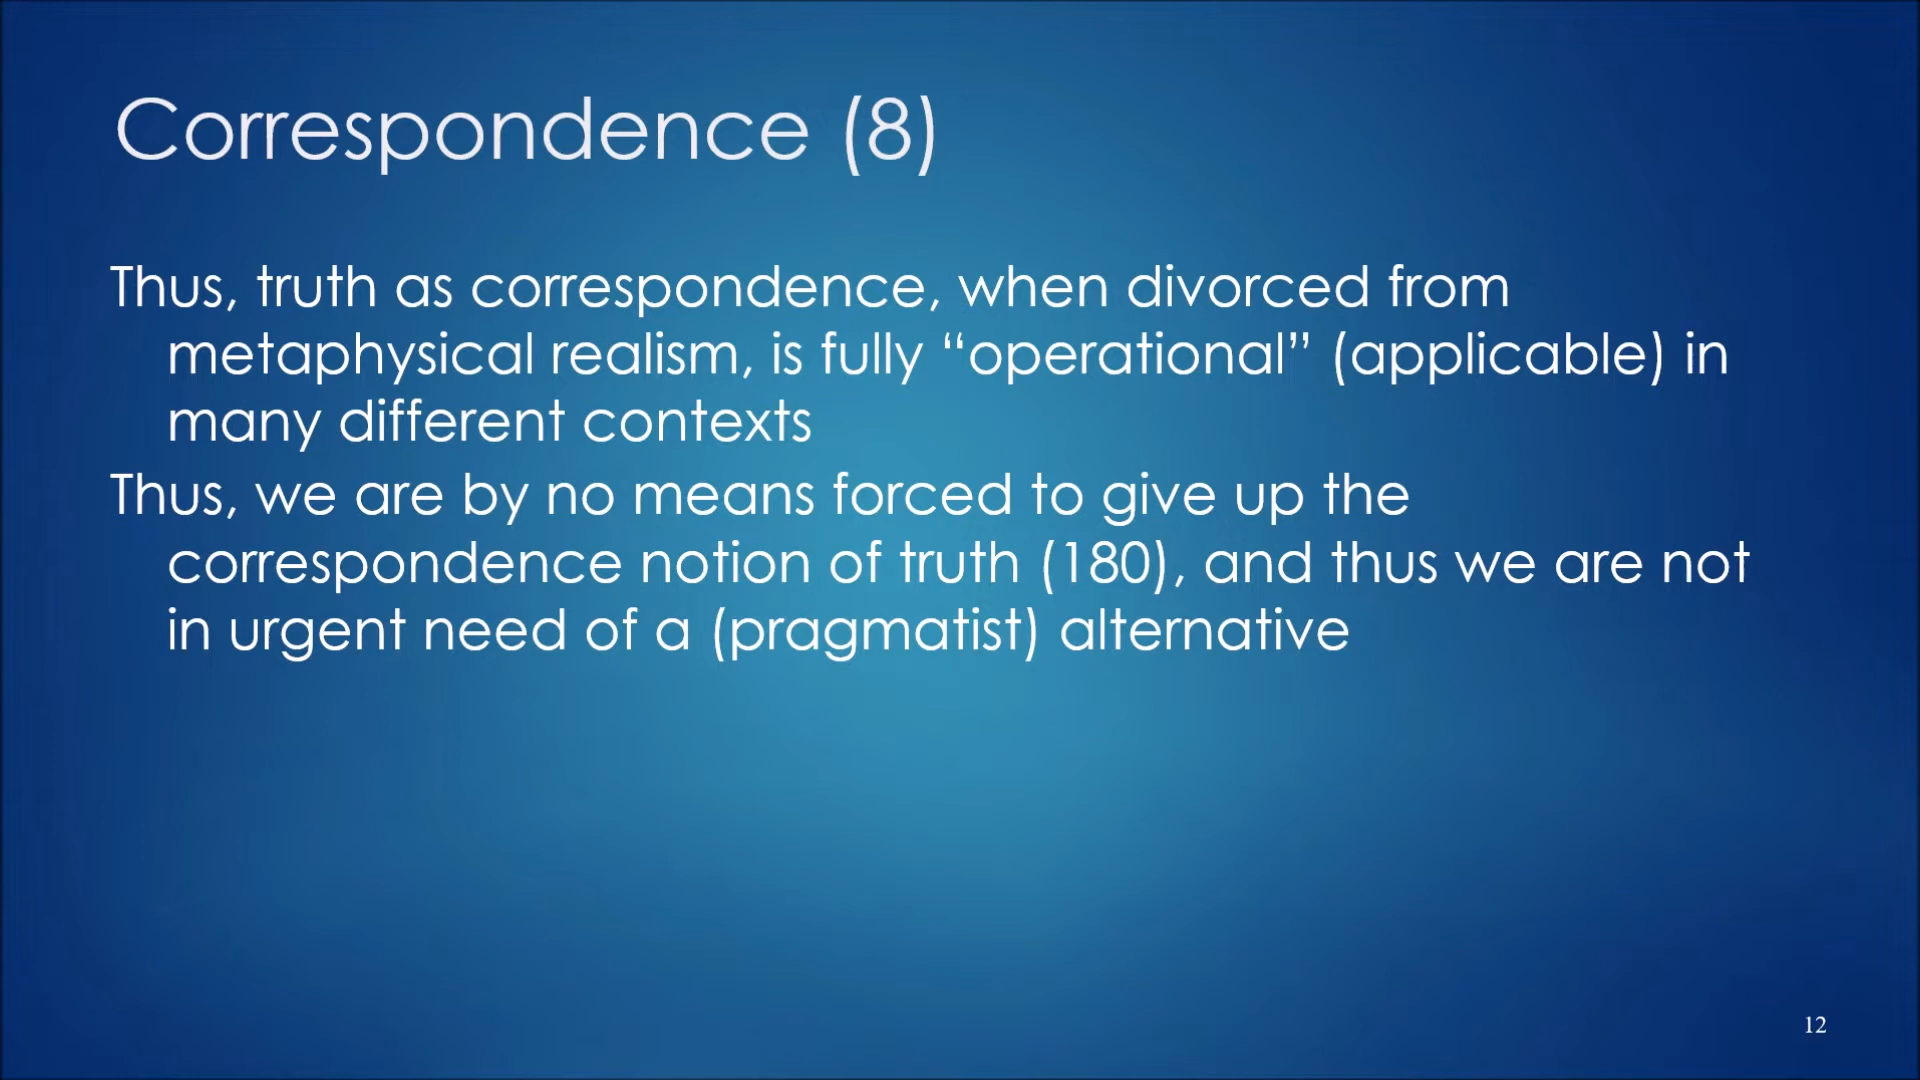 Correspondence (8)
Thus, truth as correspondence, when divorced from
metaphysical realism, is fully “operational” (applicable) in
many different contexts
Thus, we are by no means forced to give up the
correspondence notion of truth (180), and thus we are not
in urgent need of a (pragmatist) alternative
12